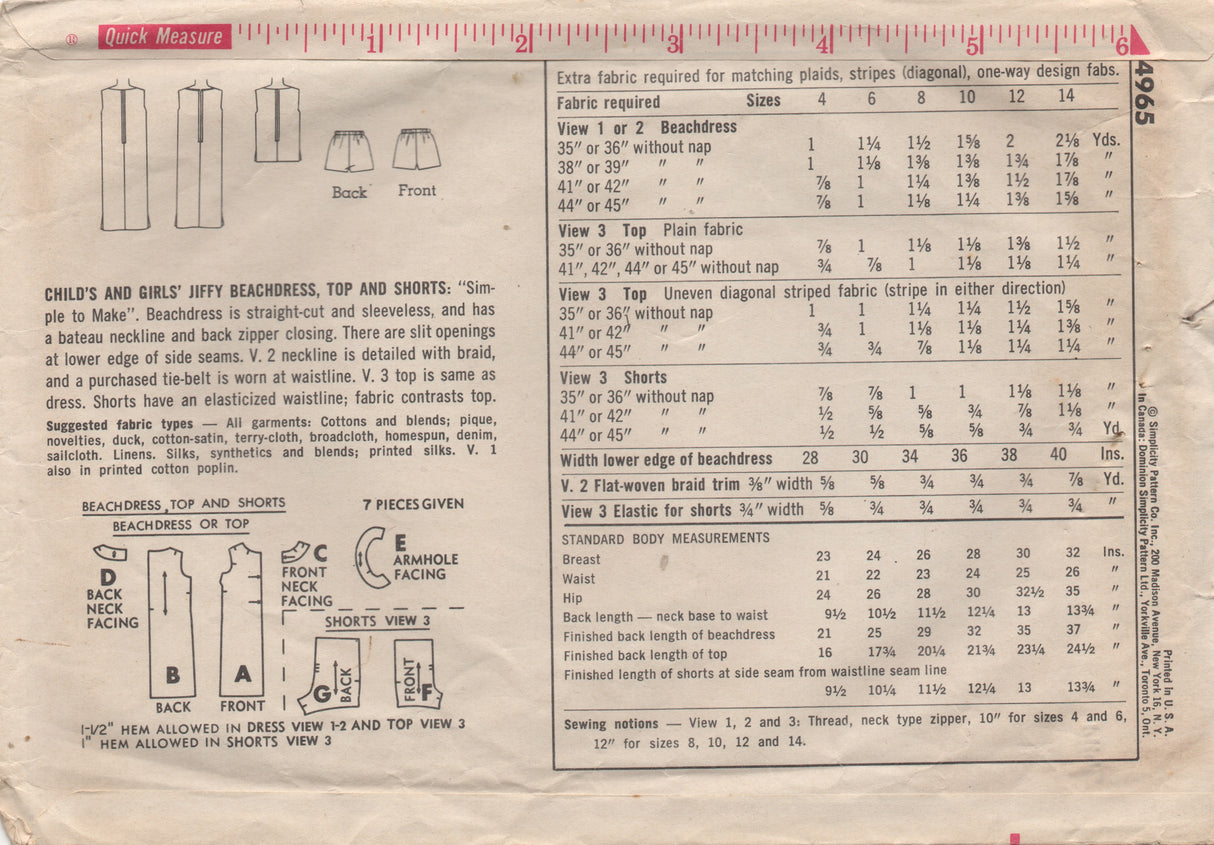 ® Quick Measure 1 2 3 4 5 6
Back Front
CHILD'S AND GIRLS' JIFFY BEACHDRESS, TOP AND SHORTS: "Sim-
ple to Make". Beachdress is straight-cut and sleeveless, and has
a bateau neckline and back zipper closing. There are slit openings
at lower edge of side seams. V. 2 neckline is detailed with braid,
and a purchased tie-belt is worn at waistline. V. 3 top is same as
dress. Shorts have an elasticized waistline; fabric contrasts top.
Suggested fabric types — All garments: Cottons and blends; pique,
novelties, duck, cotton-satin, terry-cloth, broadcloth, homespun, denim,
sailcloth. Linens. Silks, synthetics and blends; printed silks. V. 1
also in printed cotton poplin.
BEACHDRESS, TOP AND SHORTS 7 PIECES GIVEN
BEACHDRESS OR TOP
D
BACK
NECK
FACING
B
BACK
A
FRONT
C
FRONT
NECK
FACING
E
ARMHOLE
FACING
SHORTS VIEW 3
G
BACK
FRONT
F
1-1/2" HEM ALLOWED IN DRESS VIEW 1-2 AND TOP VIEW 3
1" HEM ALLOWED IN SHORTS VIEW 3
Extra fabric required for matching plaids, stripes (diagonal), one-way design fabs.
Fabric required Sizes 4 6 8 10 12 14
View 1 or 2 Beachdress
35" or 36" without nap 1 1¼ 1½ 1⅝ 2 2⅛ Yds.
38" or 39" " " 1 1⅛ 1⅜ 1⅜ 1¾ 1⅞ "
41" or 42" " " ⅞ 1 1¼ 1⅜ 1½ 1⅞ "
44" or 45" " " ⅞ 1 1⅛ 1¼ 1⅜ 1⅝ "
View 3 Top Plain fabric
35" or 36" without nap ⅞ 1 1⅛ 1⅛ 1⅜ 1½ "
41", 42", 44" or 45" without nap ¾ ⅞ 1 1⅛ 1⅛ 1¼ "
View 3 Top Uneven diagonal striped fabric (stripe in either direction)
35" or 36" without nap 1 1 1¼ 1¼ 1½ 1⅝ "
41" or 42" " " ¾ 1 1⅛ 1⅛ 1¼ 1⅜ "
44" or 45" " " ¾ ¾ ⅞ 1⅛ 1¼ 1¼ "
View 3 Shorts
35" or 36" without nap ⅞ ⅞ 1 1 1⅛ 1⅛ "
41" or 42" " " ½ ⅝ ⅝ ¾ ⅞ 1⅛ "
44" or 45" " " ½ ½ ⅝ ⅝ ¾ ¾ Yd.
Width lower edge of beachdress 28 30 34 36 38 40 Ins.
V. 2 Flat-woven braid trim ⅜" width ⅝ ⅝ ¾ ¾ ¾ ⅞ Yd.
View 3 Elastic for shorts ¾" width ⅝ ¾ ¾ ¾ ¾ ¾ "
STANDARD BODY MEASUREMENTS
Breast 23 24 26 28 30 32 Ins.
Waist 21 22 23 24 25 26 "
Hip 24 26 28 30 32½ 35 "
Back length — neck base to waist 9½ 10½ 11½ 12¼ 13 13¾ "
Finished back length of beachdress 21 25 29 32 35 37 "
Finished back length of top 16 17¾ 20¼ 21¾ 23¼ 24½ "
Finished length of shorts at side seam from waistline seam line
9½ 10¼ 11½ 12¼ 13 13¾ "
Sewing notions — View 1, 2 and 3: Thread, neck type zipper, 10" for sizes 4 and 6,
12" for sizes 8, 10, 12 and 14.
4965
© Simplicity Pattern Co. Inc., 200 Madison Avenue, New York 16, N. Y.
In Canada: Dominion Simplicity Pattern Ltd., Yorkville Ave., Toronto 5, Ont.
Printed in U. S. A.